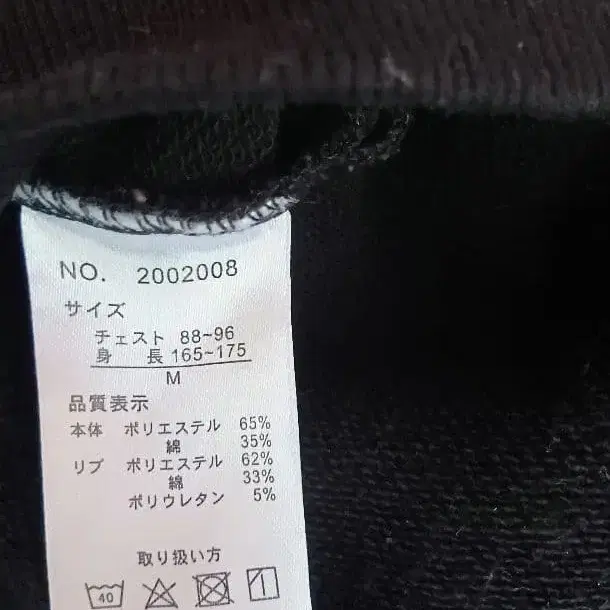 NO. 2002008
サイズ
チェスト 88~96
身 長 165~175
M
品質表示
本体 ポリエステル 65%
綿 35%
リブ ポリエステル 62%
綿 33%
ポリウレタン 5%
取り扱い方
40